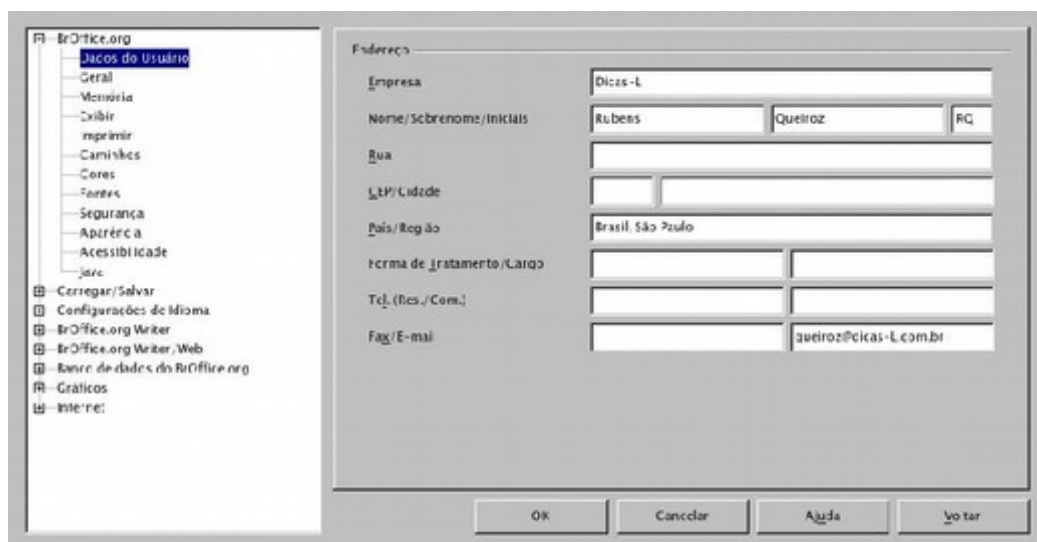 BrOffice.org
Dados do Usuário
Geral
Memória
Exibir
Imprimir
Caminhos
Cores
Fontes
Segurança
Aparência
Acessibilidade
Java
Carregar/Salvar
Configurações de Idioma
BrOffice.org Writer
BrOffice.org Writer/Web
Banco de dados do BrOffice.org
Gráficos
Internet
Endereço
Empresa Dicas-L
Nome/Sobrenome/Iniciais Rubens Queiroz RQ
Rua
CEP/Cidade
País/Região Brasil, São Paulo
Forma de Tratamento/Cargo
Tel. (Res./Com.)
Fax/E-mail queiroz@dicas-L.com.br
OK Cancelar Ajuda Voltar